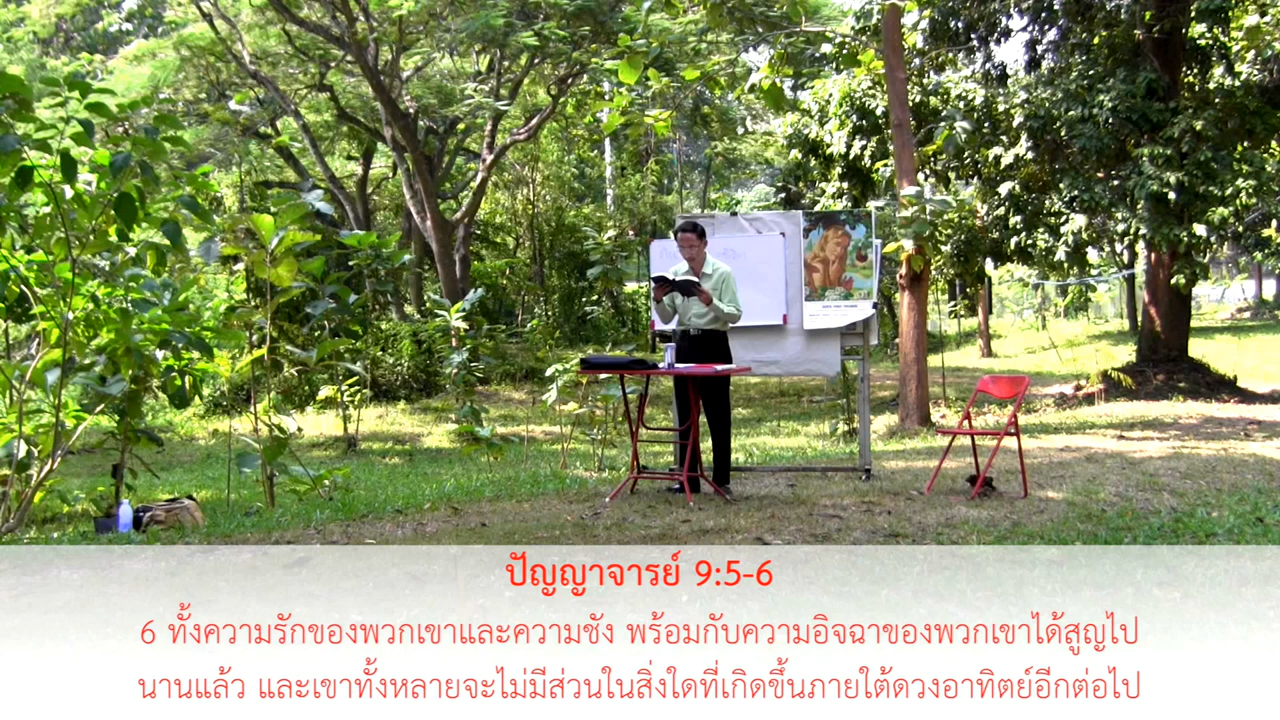 ปัญญาจารย์ 9:5-6
6 ทั้งความรักของพวกเขาและความชัง พร้อมกับความอิจฉาของพวกเขาได้สูญไป
นานแล้ว และเขาทั้งหลายจะไม่มีส่วนในสิ่งใดที่เกิดขึ้นภายใต้ดวงอาทิตย์อีกต่อไป